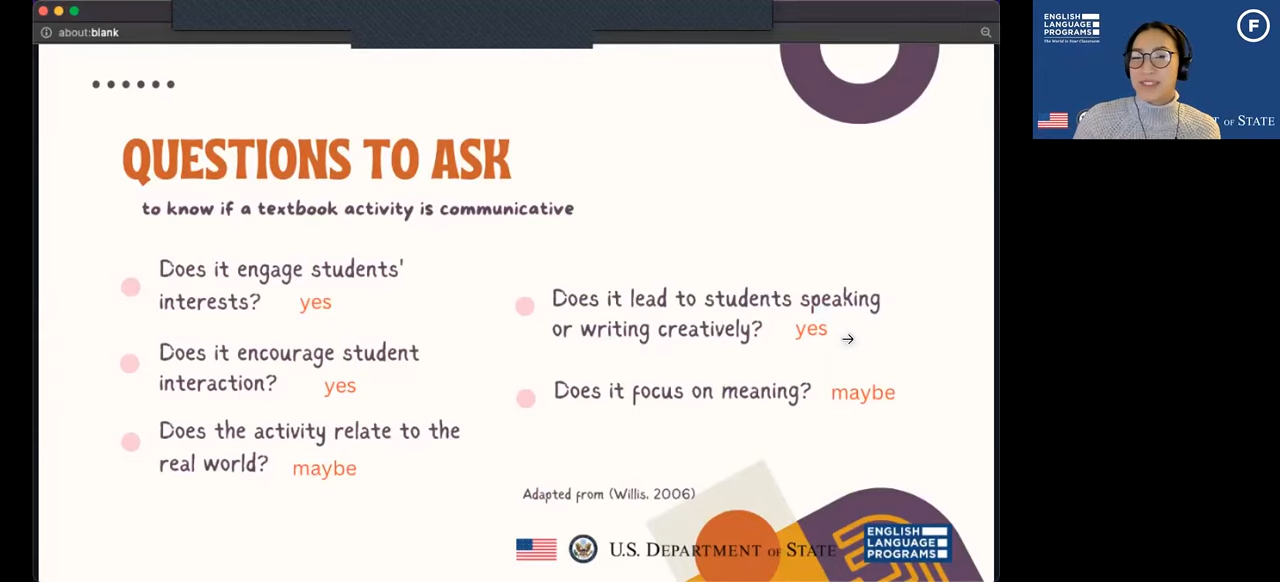 about:blank
QUESTIONS TO ASK
to know if a textbook activity is communicative
Does it engage students'
interests? yes
Does it encourage student
interaction? yes
Does the activity relate to the
real world? maybe
Does it lead to students speaking
or writing creatively? yes
Does it focus on meaning? maybe
Adapted from (Willis, 2006)
U.S. DEPARTMENT OF STATE
ENGLISH
LANGUAGE
PROGRAMS
ENGLISH
LANGUAGE
PROGRAMS
The World Is Your Classroom
F
T OF STATE